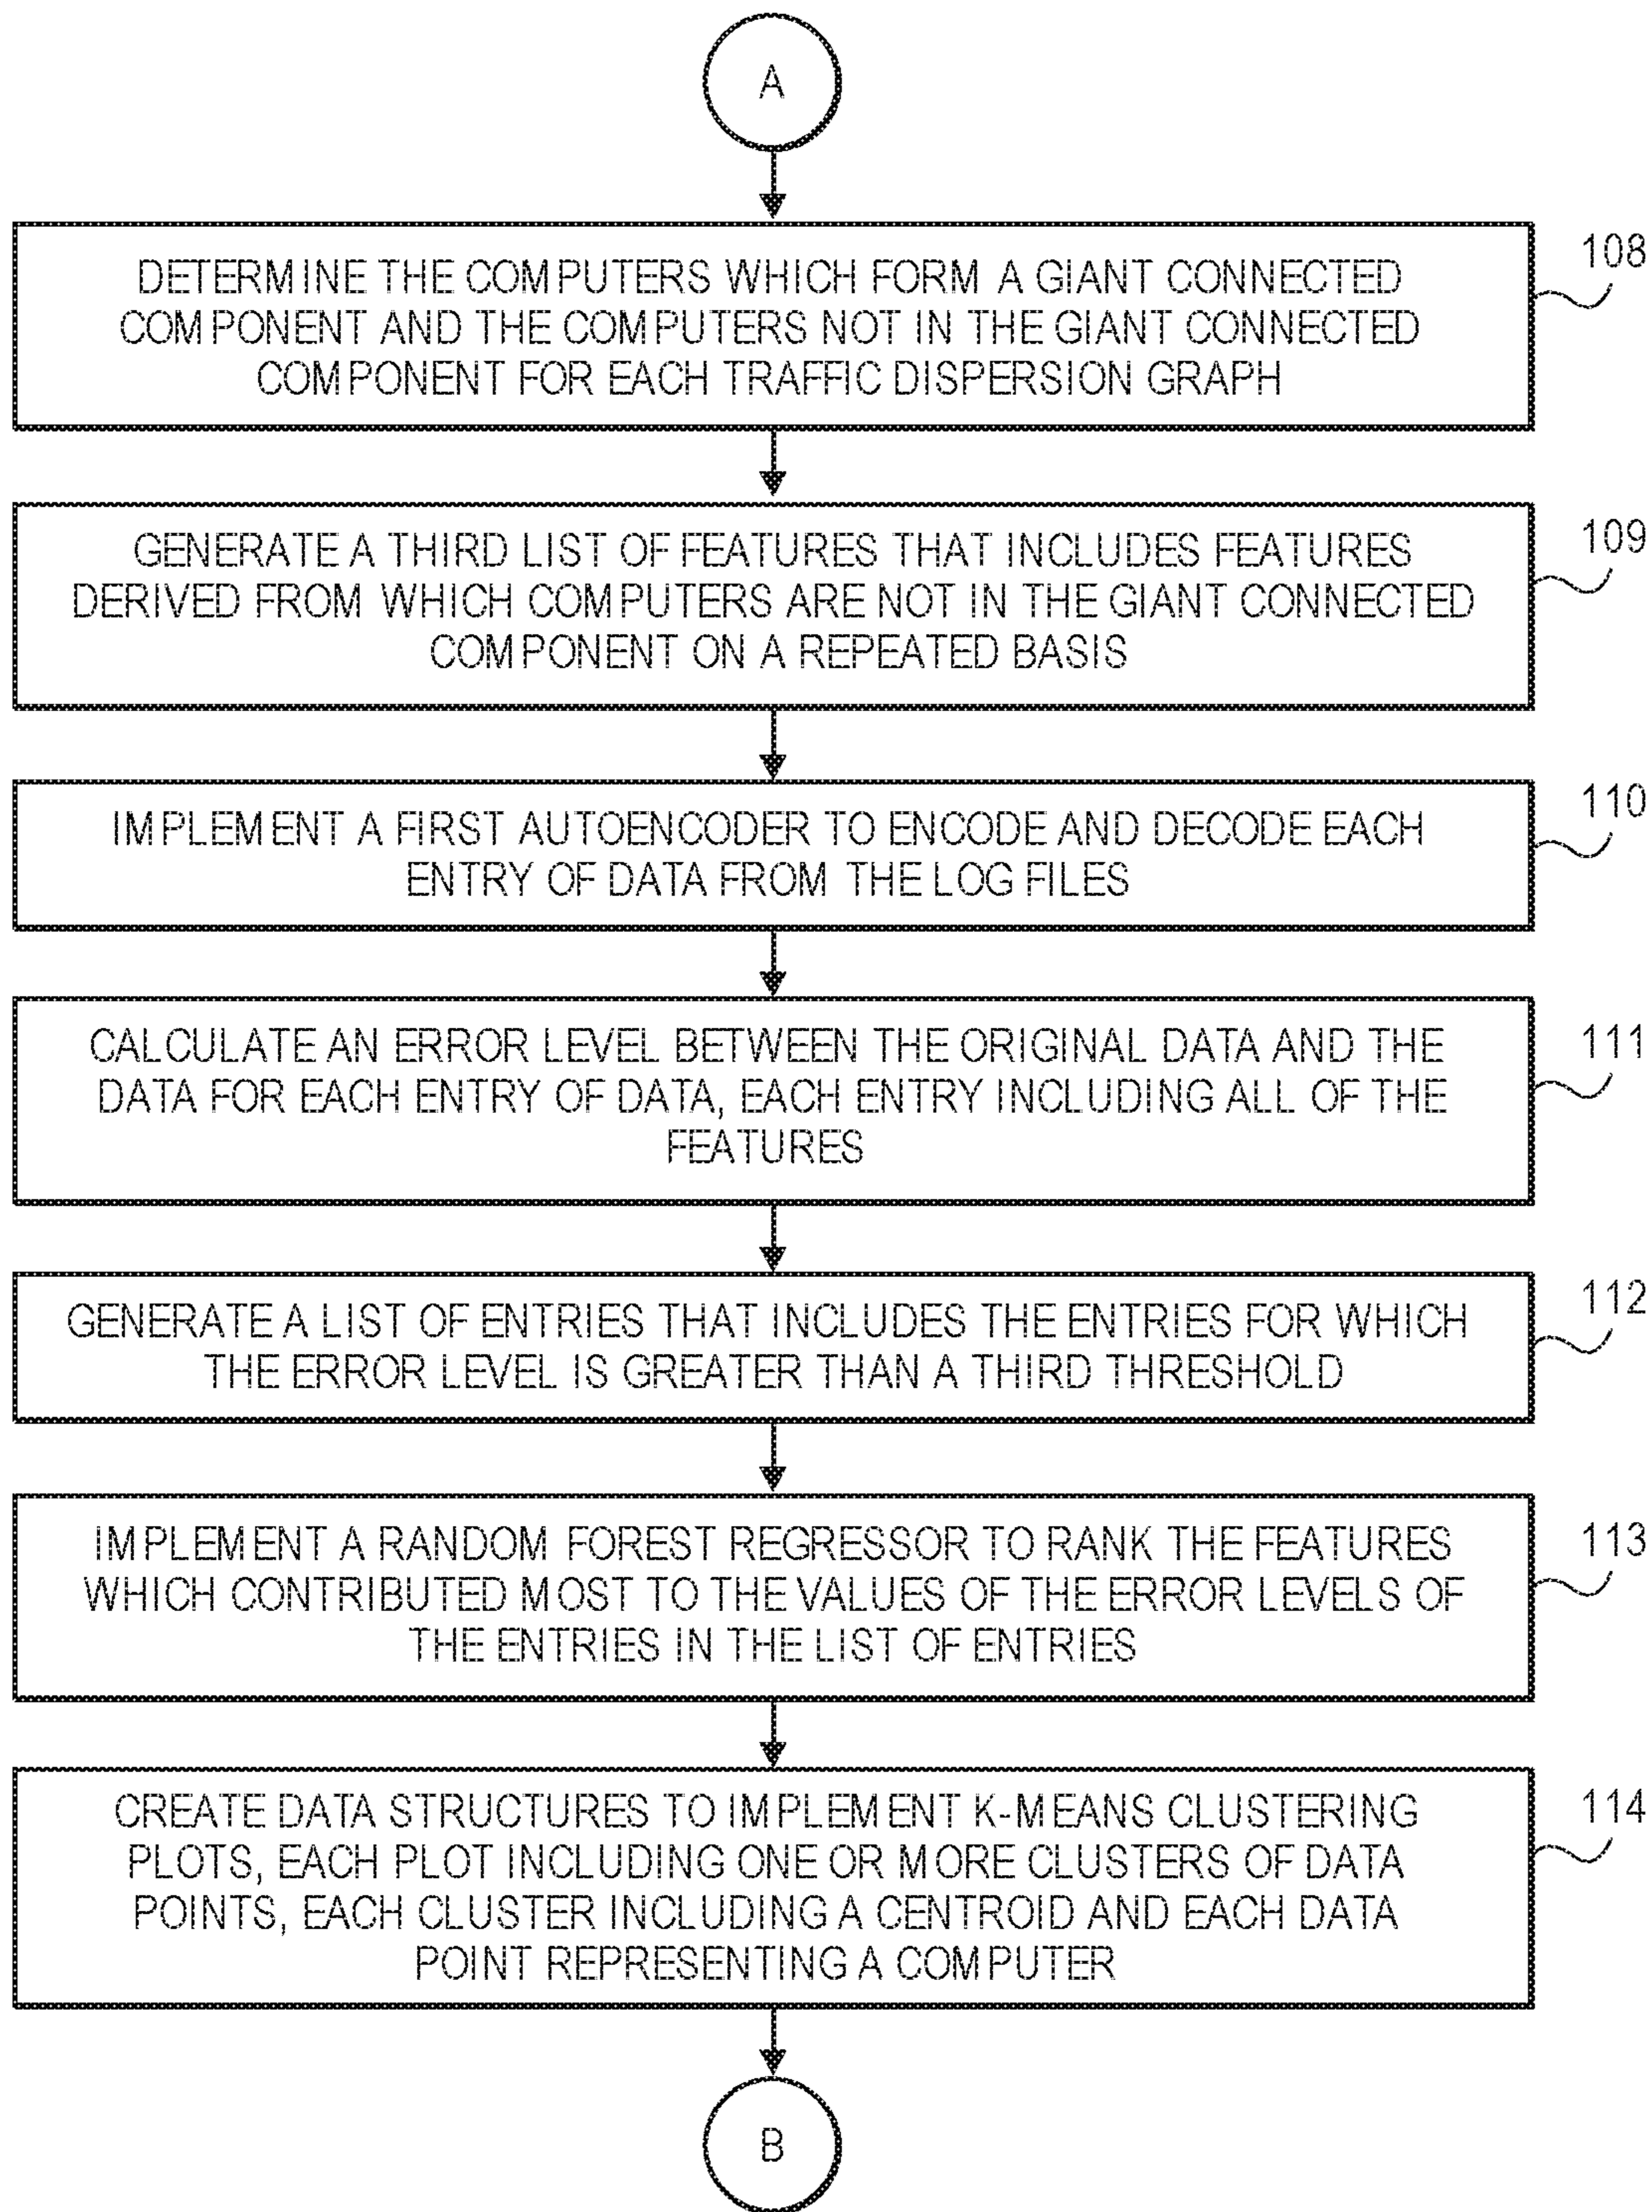 A
DETERMINE THE COMPUTERS WHICH FORM A GIANT CONNECTED
COMPONENT AND THE COMPUTERS NOT IN THE GIANT CONNECTED
COMPONENT FOR EACH TRAFFIC DISPERSION GRAPH
108
GENERATE A THIRD LIST OF FEATURES THAT INCLUDES FEATURES
DERIVED FROM WHICH COMPUTERS ARE NOT IN THE GIANT CONNECTED
COMPONENT ON A REPEATED BASIS
109
IMPLEMENT A FIRST AUTOENCODER TO ENCODE AND DECODE EACH
ENTRY OF DATA FROM THE LOG FILES
110
CALCULATE AN ERROR LEVEL BETWEEN THE ORIGINAL DATA AND THE
DATA FOR EACH ENTRY OF DATA, EACH ENTRY INCLUDING ALL OF THE
FEATURES
111
GENERATE A LIST OF ENTRIES THAT INCLUDES THE ENTRIES FOR WHICH
THE ERROR LEVEL IS GREATER THAN A THIRD THRESHOLD
112
IMPLEMENT A RANDOM FOREST REGRESSOR TO RANK THE FEATURES
WHICH CONTRIBUTED MOST TO THE VALUES OF THE ERROR LEVELS OF
THE ENTRIES IN THE LIST OF ENTRIES
113
CREATE DATA STRUCTURES TO IMPLEMENT K-MEANS CLUSTERING
PLOTS, EACH PLOT INCLUDING ONE OR MORE CLUSTERS OF DATA
POINTS, EACH CLUSTER INCLUDING A CENTROID AND EACH DATA
POINT REPRESENTING A COMPUTER
114
B